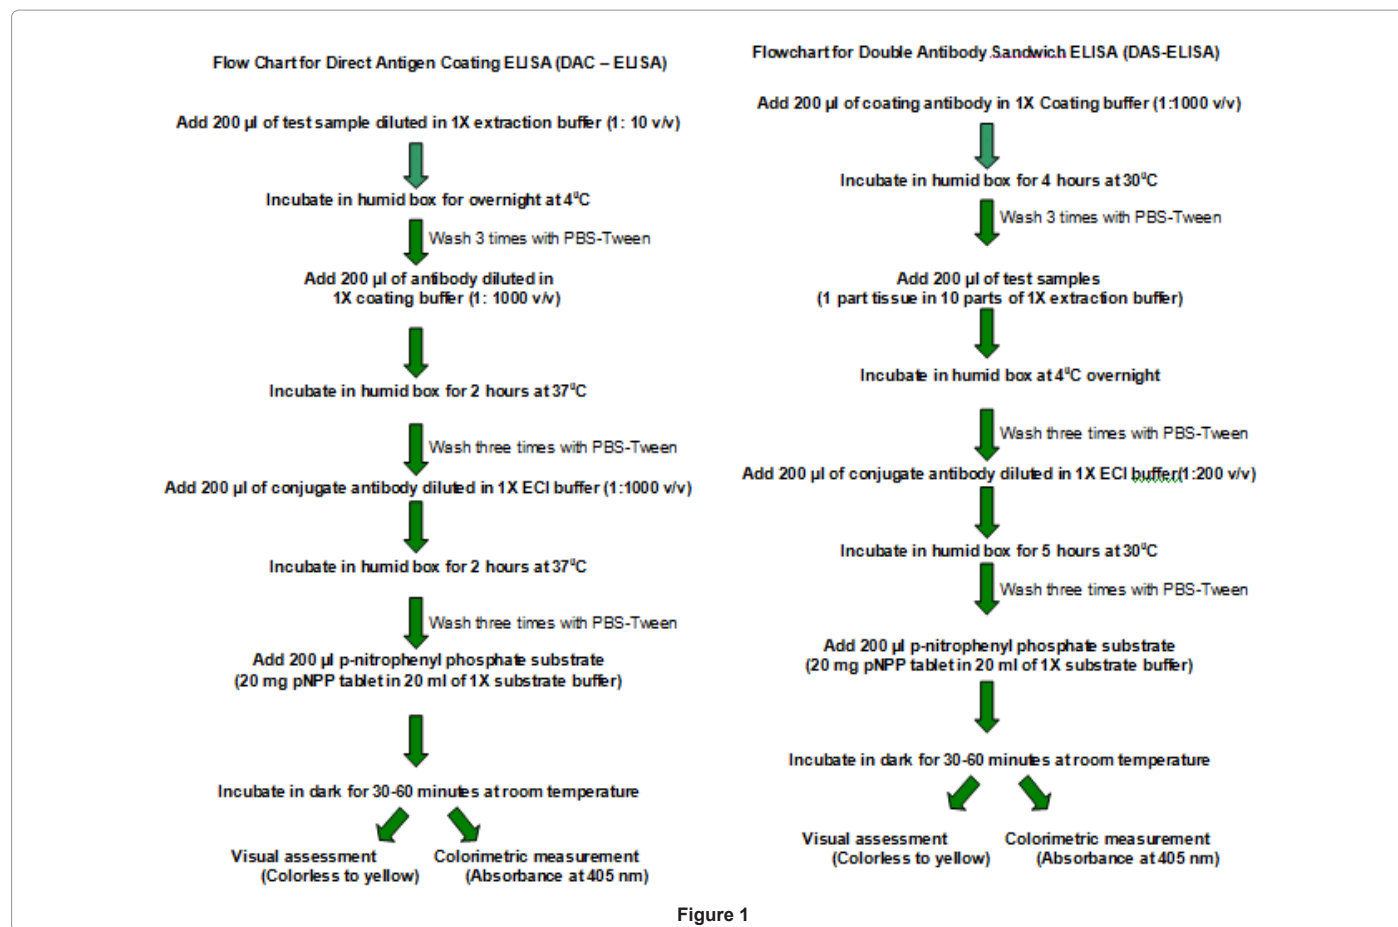 Flow Chart for Direct Antigen Coating ELISA (DAC – ELISA)
Add 200 µl of test sample diluted in 1X extraction buffer (1: 10 v/v)
Incubate in humid box for overnight at 4⁰C
Wash 3 times with PBS-Tween
Add 200 µl of antibody diluted in
1X coating buffer (1: 1000 v/v)
Incubate in humid box for 2 hours at 37⁰C
Wash three times with PBS-Tween
Add 200 µl of conjugate antibody diluted in 1X ECI buffer (1:1000 v/v)
Incubate in humid box for 2 hours at 37⁰C
Wash three times with PBS-Tween
Add 200 µl p-nitrophenyl phosphate substrate
(20 mg pNPP tablet in 20 ml of 1X substrate buffer)
Incubate in dark for 30-60 minutes at room temperature
Visual assessment
(Colorless to yellow)
Colorimetric measurement
(Absorbance at 405 nm)
Flowchart for Double Antibody Sandwich ELISA (DAS-ELISA)
Add 200 µl of coating antibody in 1X Coating buffer (1:1000 v/v)
Incubate in humid box for 4 hours at 30⁰C
Wash 3 times with PBS-Tween
Add 200 µl of test samples
(1 part tissue in 10 parts of 1X extraction buffer)
Incubate in humid box at 4⁰C overnight
Wash three times with PBS-Tween
Add 200 µl of conjugate antibody diluted in 1X ECI buffer(1:200 v/v)
Incubate in humid box for 5 hours at 30⁰C
Wash three times with PBS-Tween
Add 200 µl p-nitrophenyl phosphate substrate
(20 mg pNPP tablet in 20 ml of 1X substrate buffer)
Incubate in dark for 30-60 minutes at room temperature
Visual assessment
(Colorless to yellow)
Colorimetric measurement
(Absorbance at 405 nm)
Figure 1